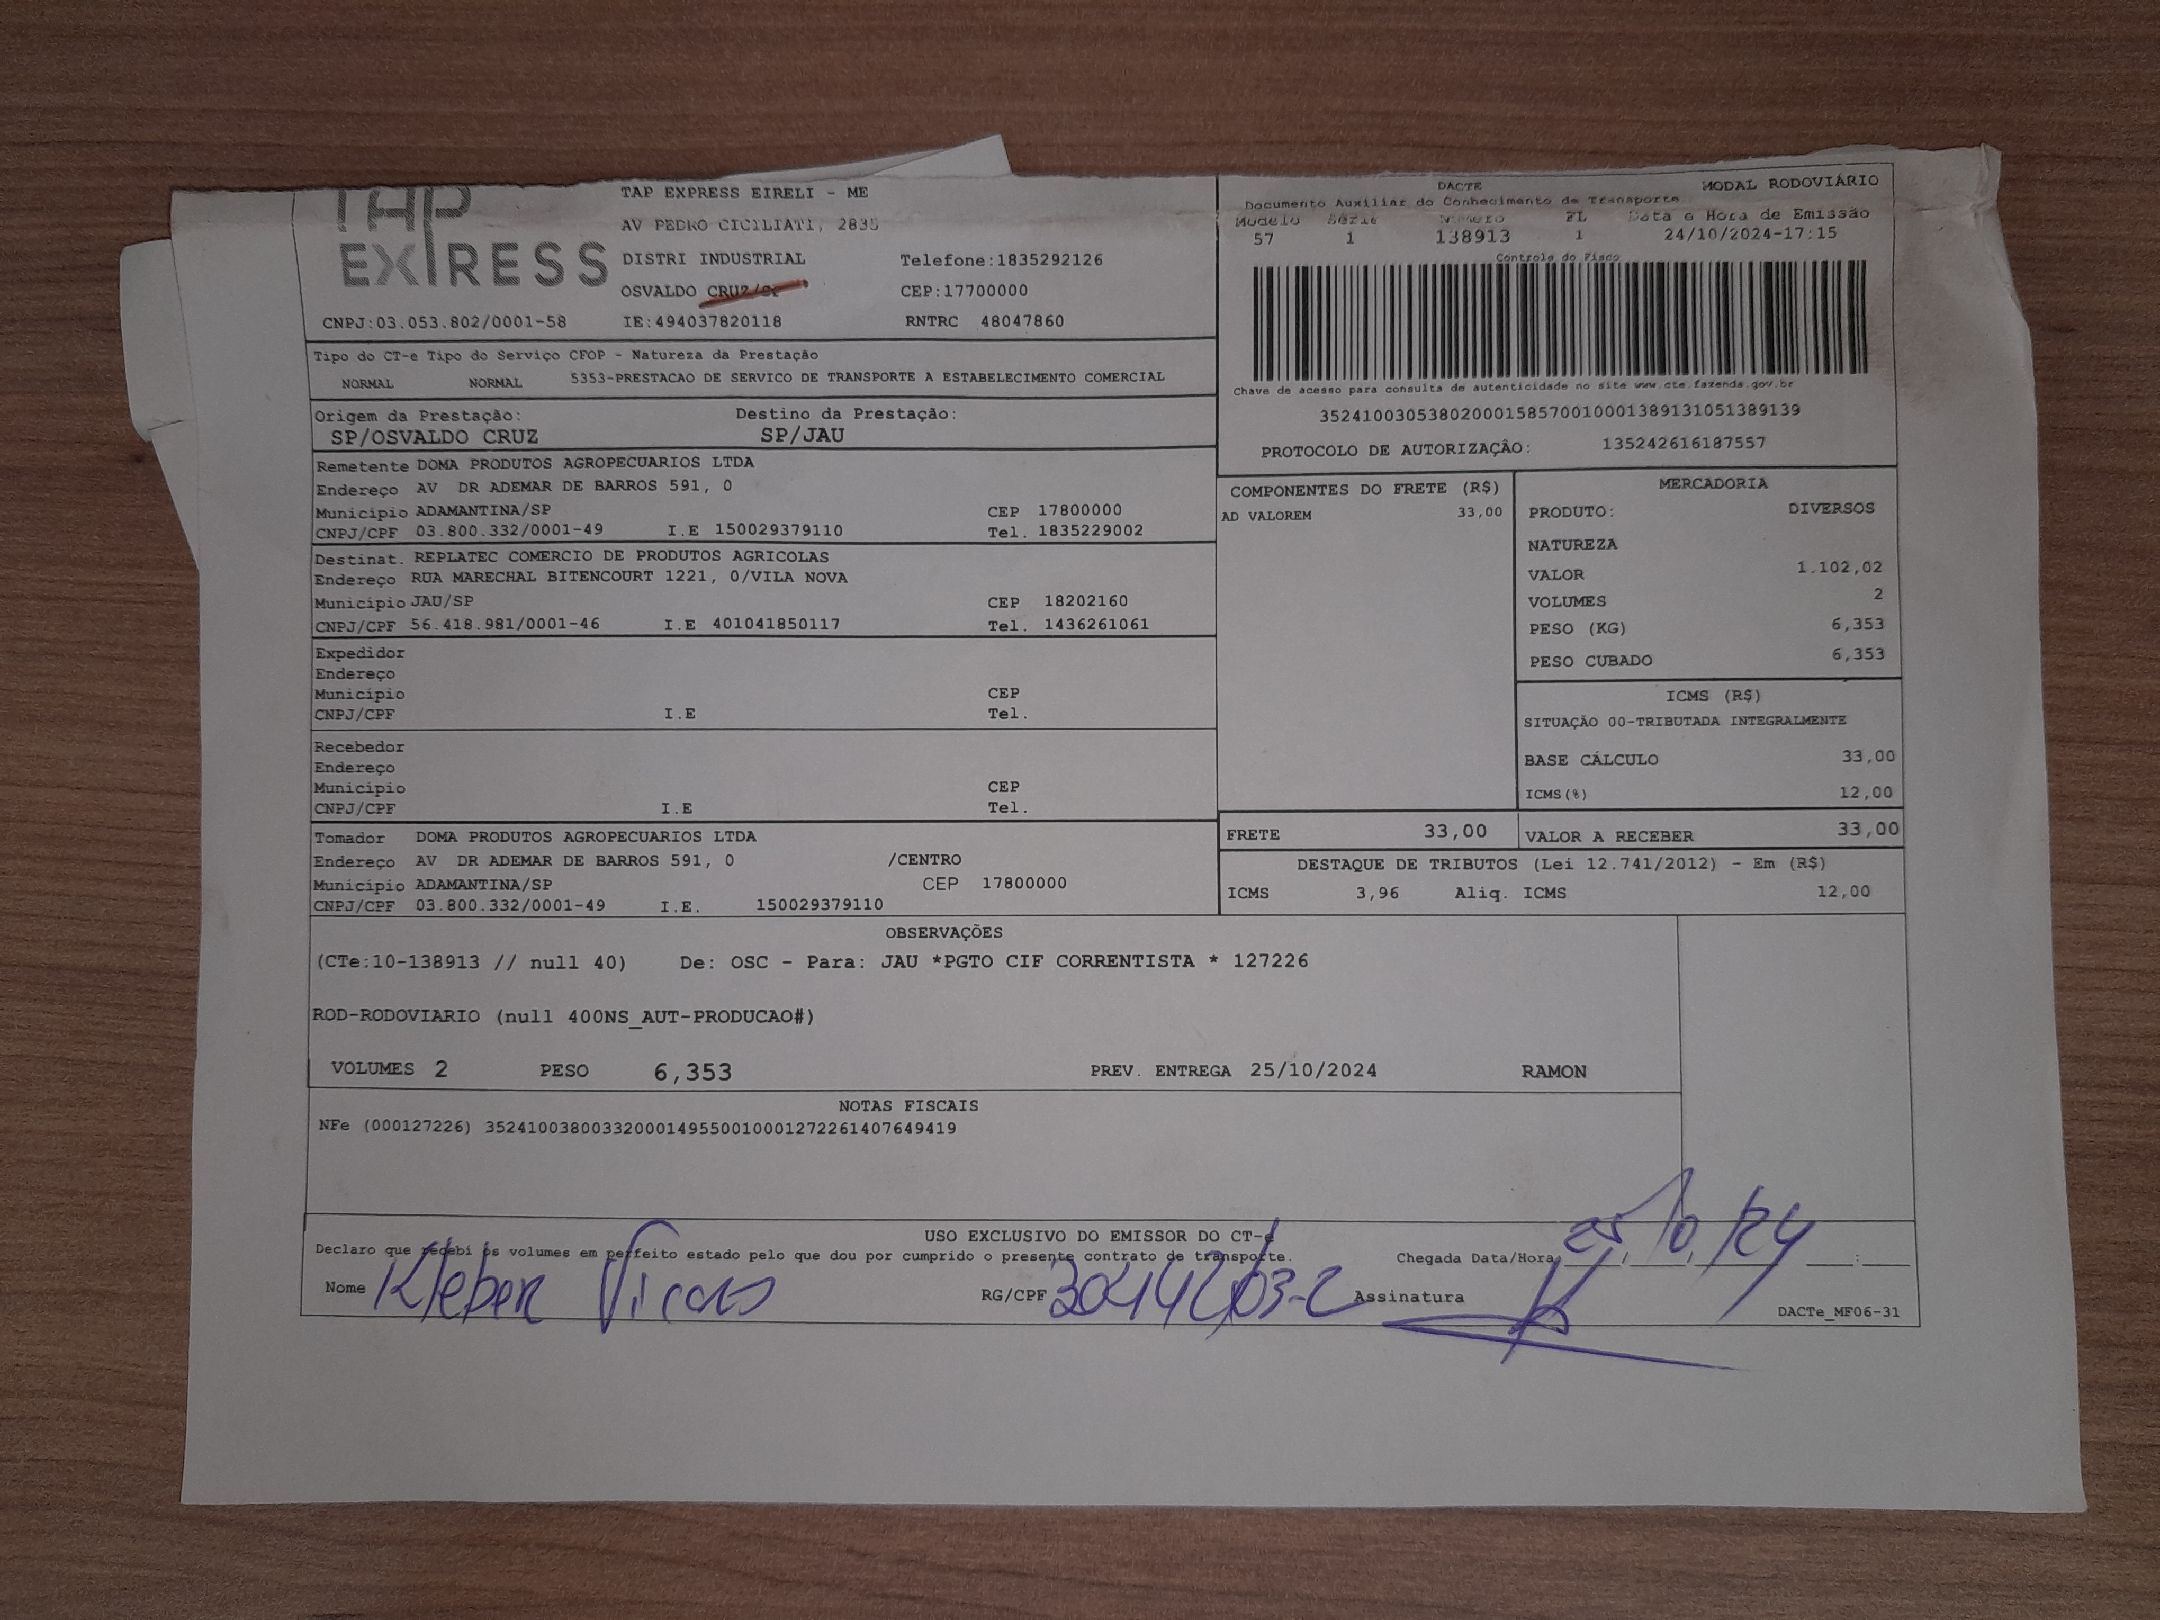 TAP
EXPRESS
TAP EXPRESS EIRELI - ME
AV PEDRO CICILIATI, 2835
DISTRI INDUSTRIAL Telefone:1835292126
OSVALDO CRUZ/SP CEP:17700000
CNPJ:03.053.802/0001-58 IE:494037820118 RNTRC 48047860
DACTE MODAL RODOVIÁRIO
Documento Auxiliar do Conhecimento de Transporte
Modelo Série Número FL Data e Hora de Emissão
57 1 138913 1 24/10/2024-17:15
Controle do Fisco
Chave de acesso para consulta de autenticidade no site www.cte.fazenda.gov.br
35241003053802000158570010001389131051389139
PROTOCOLO DE AUTORIZAÇÂO: 135242616187557
Tipo do CT-e Tipo do Serviço CFOP - Natureza da Prestação
NORMAL NORMAL 5353-PRESTACAO DE SERVICO DE TRANSPORTE A ESTABELECIMENTO COMERCIAL
Origem da Prestação: Destino da Prestação:
SP/OSVALDO CRUZ SP/JAU
Remetente DOMA PRODUTOS AGROPECUARIOS LTDA
Endereço AV DR ADEMAR DE BARROS 591, 0
Município ADAMANTINA/SP CEP 17800000
CNPJ/CPF 03.800.332/0001-49 I.E 150029379110 Tel. 1835229002
Destinat. REPLATEC COMERCIO DE PRODUTOS AGRICOLAS
Endereço RUA MARECHAL BITENCOURT 1221, 0/VILA NOVA
Município JAU/SP CEP 18202160
CNPJ/CPF 56.418.981/0001-46 I.E 401041850117 Tel. 1436261061
Expedidor
Endereço
Município CEP
CNPJ/CPF I.E Tel.
Recebedor
Endereço
Município CEP
CNPJ/CPF I.E Tel.
Tomador DOMA PRODUTOS AGROPECUARIOS LTDA
Endereço AV DR ADEMAR DE BARROS 591, 0 /CENTRO
Município ADAMANTINA/SP CEP 17800000
CNPJ/CPF 03.800.332/0001-49 I.E. 150029379110
COMPONENTES DO FRETE (R$)
AD VALOREM 33,00
MERCADORIA
PRODUTO: DIVERSOS
NATUREZA
VALOR 1.102,02
VOLUMES 2
PESO (KG) 6,353
PESO CUBADO 6,353
ICMS (R$)
SITUAÇÃO 00-TRIBUTADA INTEGRALMENTE
BASE CÁLCULO 33,00
ICMS(%) 12,00
FRETE 33,00 VALOR A RECEBER 33,00
DESTAQUE DE TRIBUTOS (Lei 12.741/2012) - Em (R$)
ICMS 3,96 Aliq. ICMS 12,00
OBSERVAÇÕES
(CTe:10-138913 // null 40) De: OSC - Para: JAU *PGTO CIF CORRENTISTA * 127226
ROD-RODOVIARIO (null 400NS_AUT-PRODUCAO#)
VOLUMES 2 PESO 6,353 PREV. ENTREGA 25/10/2024 RAMON
NOTAS FISCAIS
NFe (000127226) 35241003800332000149550010001272261407649419
USO EXCLUSIVO DO EMISSOR DO CT-e
Declaro que recebi os volumes em perfeito estado pelo que dou por cumprido o presente contrato de transporte. Chegada Data/Hora 25/10/24 :
Nome Kleber RG/CPF Assinatura
DACTe_MF06-31